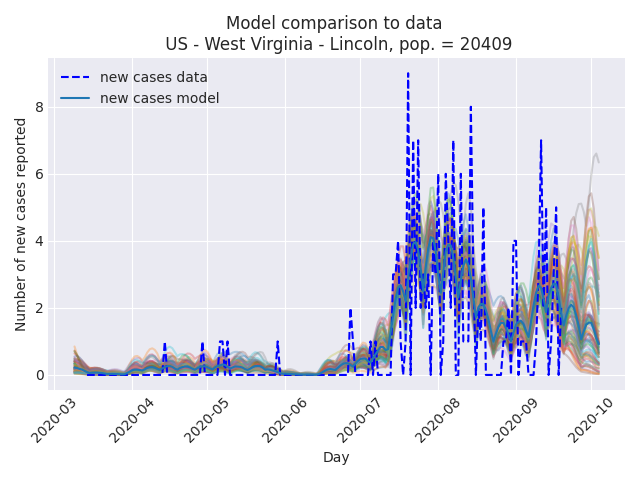 Model comparison to data
US - West Virginia - Lincoln, pop. = 20409
new cases data
new cases model
Number of new cases reported
8
6
4
2
0
2020-03
2020-04
2020-05
2020-06
2020-07
2020-08
2020-09
2020-10
Day